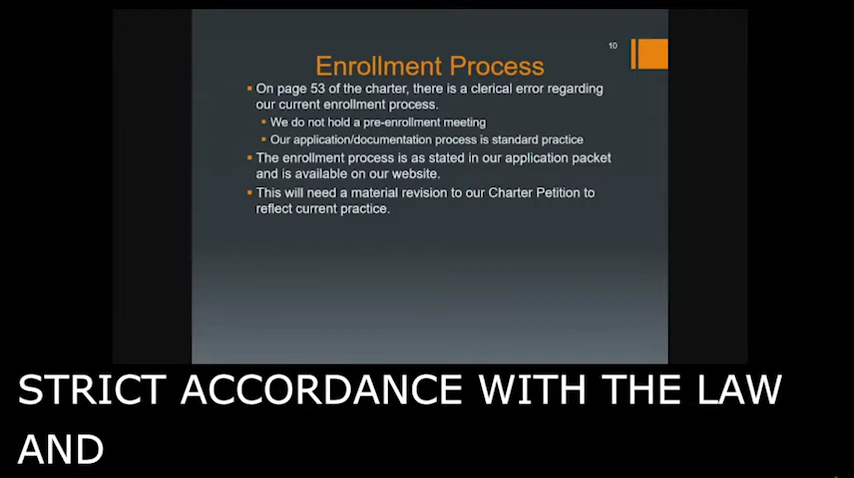 10
Enrollment Process
▪ On page 53 of the charter, there is a clerical error regarding
our current enrollment process.
▪ We do not hold a pre-enrollment meeting
▪ Our application/documentation process is standard practice
▪ The enrollment process is as stated in our application packet
and is available on our website.
▪ This will need a material revision to our Charter Petition to
reflect current practice.
STRICT ACCORDANCE WITH THE LAW
AND